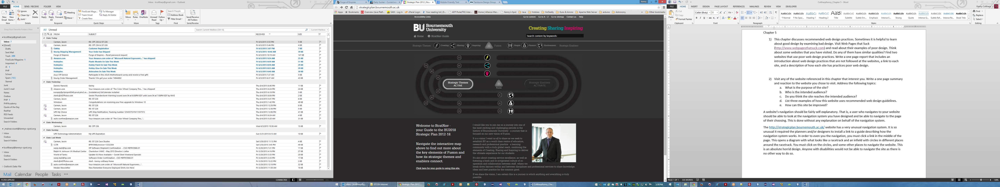 Inbox - kcoltharp@gmail.com - Outlook
FILE HOME SEND / RECEIVE FOLDER VIEW
New Email New Items
Ignore Clean Up Junk Delete
Reply Reply All Forward Meeting More
FineScale Mag... To Manager
Team Email Reply & Delete
Create New
Move Rules OneNote Unread/ Read Follow Up
Search People
Address Book
Filter Email
Send/Receive All Folders
New Delete Respond Quick Steps Move Tags Find Send/Receive
Drag Your Favorite Folders Here
kcoltharp@gmail.com
Inbox 7
[Gmail]
Drafts
Sent Mail
Trash 399
FineScale Magazine 1
Important 4
JS 1
PHP
School
Spam [763]
Starred
Junk
Junk E-mail
Notes
Outbox
PHP 1
PHPAcademy
Quote of the Day
RedHat
RSS Feeds
Unwanted
Search Folders
_mainaccount@kennys-spot.org
Inbox
Outbox
Search Folders
kcoltharp@kennys-spot.org
Inbox
Outbox
Search Folders
Outlook Data File
Mail Calendar People Tasks
FILTER APPLIED CONNECTED
All Unread
Search Current Mailbox (Ctrl+E) Current Mailbox
FROM SUBJECT RECEIVED SIZE
Date: Today
Carman, Jason RE: CPT 236 & IST 226 Fri 6/5/2015 3:53 PM 5 KB
Carman, Jason RE: CPT 236 & IST 226 Fri 6/5/2015 3:46 PM 4 KB
Oakley Customer Registration Fri 6/5/2015 3:07 PM 7 KB
Keurig Shipping Management Your Order has Shipped Fri 6/5/2015 10:46 AM 39 KB
Forge of Empires Forge of Empires – Reset password request Fri 6/5/2015 10:19 AM 147 KB
Amazon.com Your Amazon.com order of "Microsoft Natural Ergonomic..." has shipped! Fri 6/5/2015 9:24 AM 25 KB
Hobbylinc Plastic Models On Sale This Week Fri 6/5/2015 8:59 AM 31 KB
Hobbylinc Hobby Paint On Sale This Week Fri 6/5/2015 8:59 AM 29 KB
Hobbylinc Hobby Glue On Sale This Week Fri 6/5/2015 8:53 AM 29 KB
Hobbylinc Airbrushes On Sale This Week Fri 6/5/2015 8:40 AM 30 KB
Asus VIP Service Participate in this ASUS Motherboard survey and receive a free gift! Fri 6/5/2015 7:27 AM 5 KB
Keurig Order Management Thanks! We got your order 74844882 Fri 6/5/2015 6:37 AM 43 KB
Date: Yesterday
Dennis Harwick Kenny Thu 6/4/2015 6:40 PM 11 KB
Amazon.com Your Amazon.com order of "The Color Wheel Company The..." has shipped! Thu 6/4/2015 6:24 PM 24 KB
[Installatron] ExtCalendar installed Thu 6/4/2015 6:18 PM 3 KB
Alerts@ADTPulse.com Severe Thunderstorm Warning issued June 04 at 6:00PM EDT until June 04 at 7:00PM EDT by NWS Thu 6/4/2015 6:04 PM 2 KB
Carman, Jason RE: IST 226 Thu 6/4/2015 5:01 PM 6 KB
Windows Congratulations on reserving your free upgrade to Windows 10 Thu 6/4/2015 1:42 PM 49 KB
Carman, Jason RE: IST 226 Thu 6/4/2015 12:39 PM 6 KB
Carman, Jason RE: IST 226 Thu 6/4/2015 12:36 PM 5 KB
UPS My Choice UPS Ship Notification, Tracking number 1ZW0375VYW11557572 Thu 6/4/2015 12:06 PM 41 KB
Carman, Jason RE: IST 226 Thu 6/4/2015 6:24 AM 4 KB
auto-confirm@amazon.com Your Amazon.com order of "The Color Wheel Company The...". Thu 6/4/2015 5:20 AM 31 KB
Date: Wednesday
Carman, Jason RE: CPT 236 Wed 6/3/2015 10:38 AM 15 KB
Date: Sunday
UPS Technology Administration My UPS Expiration Sun 5/31/2015 8:13 AM 10 KB
Date: Last Week
Carman, Jason RE: IST 226 Case Studies Sat 5/30/2015 11:13 PM 4 KB
CCTR BPRY3968;invoice=13332304 Sat 5/30/2015 3:45 PM 49 KB
warp.mail@hp.com HP Software Shipment Confirmation - CSO #BPRY3968-01 Fri 5/29/2015 7:21 PM 17 KB
Ralph H. Johnson VA Medical Center Charleston VAMC - May 2015 Director's Letter Fri 5/29/2015 4:16 PM 27 KB
World of Tanks Update 9.8 Now Available + Soviet Steel Weekend Specials Fri 5/29/2015 3:33 PM 20 KB
warp.mail@hp.com Software Order Confirmation - CSO #BPRY3968-01 Fri 5/29/2015 3:33 PM 17 KB
Alerts@ADTPulse.com Alert - kenny coltharp Home Fri 5/29/2015 12:22 PM 2 KB
auto-confirm@amazon.com Your Amazon.com order of "Microsoft Natural Ergonomic...". Fri 5/29/2015 12:19 PM 32 KB
Medals Newsletter New Remember Everyone Deployed Shirts Are Here! Fri 5/29/2015 11:59 AM 19 KB
Forge of Empires Daily Sucker - Current ex Strategic Plan 2012 | Bou Mobile-Friendly Test Tamborra Design Group Kenny
strategicplan.bournemouth.ac.uk
Apps Bookmarks Overview (Java Platf... SAM – Log in cPanel Login Your reading list | Zi... ADT Pulse(TM) Inter... Home | Alliance War... Kenny's-Spot Java Hobbies GoDaddy Guns & Ammo Apache Web Server arduino Astronomy Other bookmarks
Accessibility Links Go to content Go to A - Z Go to sitemap Contact us Help
BU Bournemouth University
Creating Sharing Inspiring
Home StratNav Guide
Search content by keywords:
Strategic Themes Creating Sharing Inspiring Fusion People Finance Environment Strategic Enablers
Strategic Themes ACTIVE
Fusion
Strategic Enablers ACTIVATE
Welcome to StratNav -
your Guide to the BU2018
Strategic Plan 2012-18.
Navigate the interactive map
above to find out more about
the key elements of Fusion and
how its strategic themes and
enablers connect.
Click here for your guide to using this site.
I would like you to join me on a journey into one of
the most exciting and challenging periods in the
history of Bournemouth University - a journey that is
focused on our new vision of Fusion.
It is a vision I want us all to share as we seek to
establish BU as a world class centre of education,
research and professional practice - a learning
community with a truly global reach, combining the
elements of Creating, Sharing and Inspiring to deliver
the ultimate experience for our students.
It's also about creating service excellence, as well as
fostering a fresh and re-invigorated culture of co-
operation and collaboration between staff, where we
break down barriers within and between disciplines and professional services to share knowledge,
ideas and best practice for the common good.
If we share the vision, I am certain this is a journey in which anything and everything is truly
possible.
Inbox - kcoltharp@g... IST226-Internet Strategic Plan 2012 |... ColtharpKenny_Cha... 3:59 PM
ColtharpKenny_Chapter 5 - Word
FILE HOME INSERT DESIGN PAGE LAYOUT REFERENCES MAILINGS REVIEW VIEW DEVELOPER Kenny Coltharp
Paste Cut Copy Format Painter
Calibri (Body) 11
¶ Normal ¶ No Spac... Heading 1 Heading 2 Title Subtitle Subtle Em... Emphasis Intense E... Strong Quote Intense Q... Subtle Ref... Intense Re... Book Title
Find Replace Select
Clipboard Font Paragraph Styles Editing
Chapter 5
1) This chapter discusses recommended web design practices. Sometimes it is helpful to learn
about good design by examining bad design. Visit Web Pages that Suck
(http://www.webpagesthatsuck.com) and read about their examples of poor design. Think
about some websites that you have visited. Do any of them have similar qualities? Find two
websites that use poor web design practices. Write a one page report that includes an
introduction about web design practices that are not followed at the websites, a link to each
site, and a description of how each site has practices poor web design.
2) Visit any of the website referenced in this chapter that interest you. Write a one page summary
and reaction to the website you chose to visit. Address the following topics:
a. What is the purpose of the site?
b. Who is the intended audience?
c. Do you think the site reaches the intended audience?
d. List three examples of how this website uses recommended web design guidelines.
e. How can this site be improved?
A website's navigation should be fairly self-explanatory. That is, a user who navigates to your website
should be able to look at the navigation system you have designed and be able to navigate to the page
of their choosing. This is done without any explanation on behalf of the navigation system.
The http://strategicplan.bournemouth.ac.uk/ website has a very unusual navigation system. It is so
unusual it required the planners and/or designers to install a link to a guide describing how the
navigation system works. In order to even you the navigation, you must click a link in the middle of the
page. This opens a diagram with what looks like a racetrack and an infield with circles in different places
around the racetrack. You must click on the circles, and some other places to navigate the website. This
is an absolute horrid design. Anyone with disabilities would not be able to navigate the site as there is
no other way to do so.
PAGE 1 OF 1 335 WORDS 130%